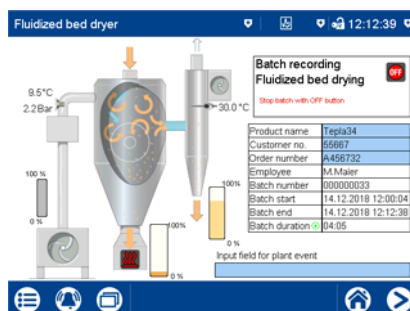 Fluidized bed dryer
12:12:39
Batch recording
Fluidized bed drying
OFF
Stop batch with OFF button
9.5°C
2.2Bar
30.0 °C
Product name Tepla34
Customer no. 55667
Order number A456732
Employee M.Maier
Batch number 000000033
Batch start 14.12.2018 12:00:04
Batch end 14.12.2018 12:12:38
Batch duration 04:05
100 %
0 %
100%
0 %
100%
0 %
Input field for plant event